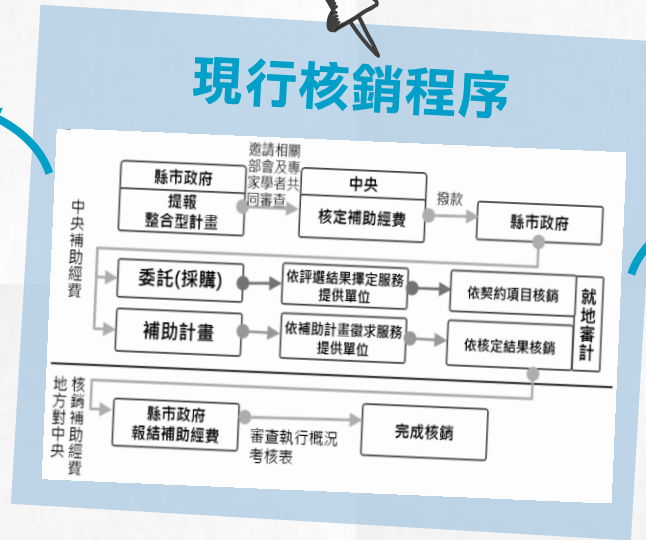 現行核銷程序
中央補助經費
縣市政府
提報
整合型計畫
邀請相關
部會及專
家學者共
同審查
中央
核定補助經費
撥款
縣市政府
委託(採購)
依評選結果擇定服務
提供單位
依契約項目核銷
補助計畫
依補助計畫徵求服務
提供單位
依核定結果核銷
就地審計
核銷補助經費
地方對中央
縣市政府
報結補助經費
審查執行概況
考核表
完成核銷